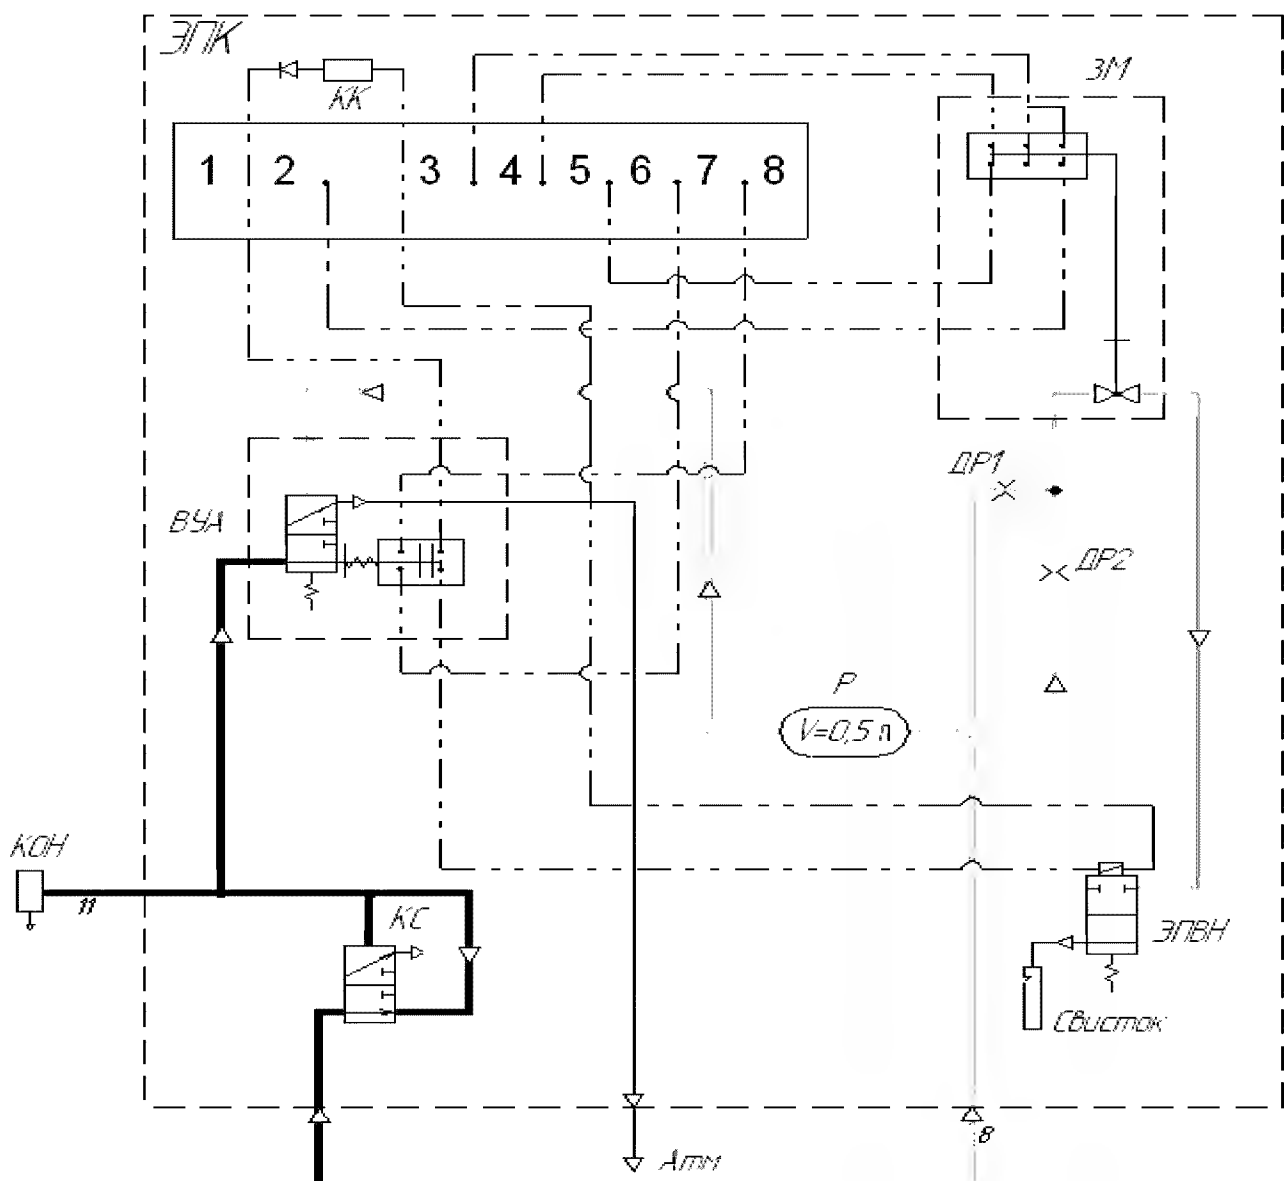 ЭПК
КК
ЗМ
1 2 3 4 5 6 7 8
ДР1
ВУА
ДР2
Р
V=0,5 л
КОН
11
КС
ЭПВН
Свисток
8
Атм